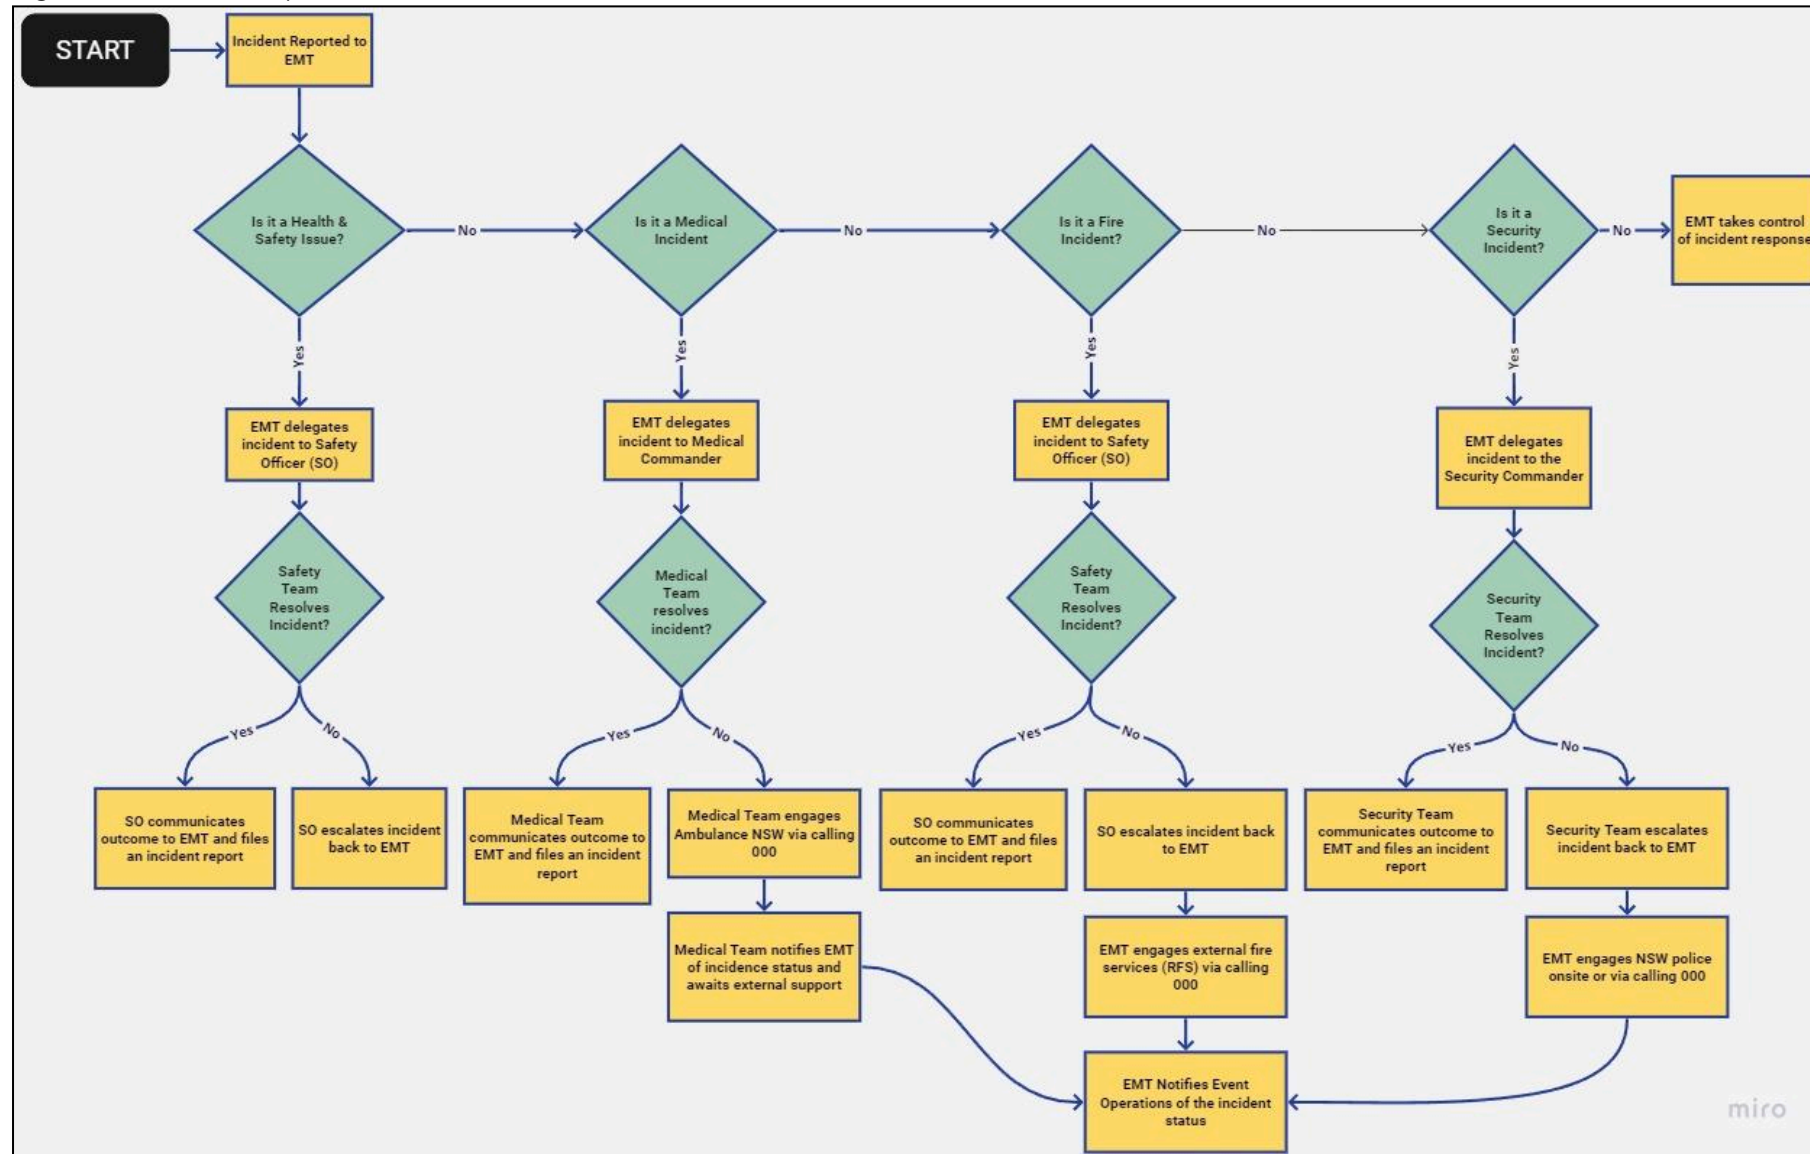 START
Incident Reported to
EMT
Is it a Health &
Safety Issue?
No
Is it a Medical
Incident
No
Is it a Fire
Incident?
No
Is it a
Security
Incident?
No
EMT takes control
of incident response
Yes
Yes
Yes
Yes
EMT delegates
incident to Safety
Officer (SO)
EMT delegates
incident to Medical
Commander
EMT delegates
incident to Safety
Officer (SO)
EMT delegates
incident to the
Security Commander
Safety
Team
Resolves
Incident?
Medical
Team
resolves
incident?
Safety
Team
Resolves
Incident?
Security
Team
Resolves
Incident?
Yes
No
Yes
No
Yes
No
Yes
No
SO communicates
outcome to EMT and files
an incident report
SO escalates incident
back to EMT
Medical Team
communicates outcome to
EMT and files an incident
report
Medical Team engages
Ambulance NSW via calling
000
SO communicates
outcome to EMT and files
an incident report
SO escalates incident back
to EMT
Security Team
communicates outcome to
EMT and files an incident
report
Security Team escalates
incident back to EMT
Medical Team notifies EMT
of incidence status and
awaits external support
EMT engages external fire
services (RFS) via calling
000
EMT engages NSW police
onsite or via calling 000
EMT Notifies Event
Operations of the incident
status
miro